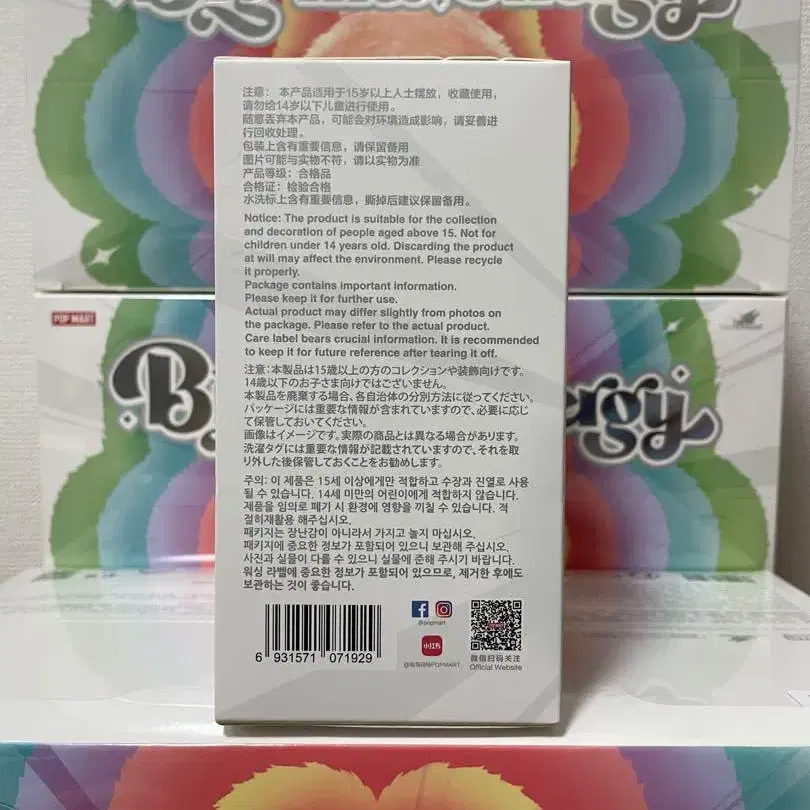 注意： 本产品适用于15岁以上人士摆放，收藏使用，
请勿给14岁以下儿童进行使用。
随意丢弃本产品，可能会对环境造成影响，请妥善进
行回收处理。
包装上含有重要信息，请保留备用
图片可能与实物不符，请以实物为准
产品等级：合格品
合格证：检验合格
水洗标上含有重要信息，撕掉后建议保留备用。
Notice: The product is suitable for the collection
and decoration of people aged above 15. Not for
children under 14 years old. Discarding the product
at will may affect the environment. Please recycle
it properly.
Package contains important information.
Please keep it for further use.
Actual product may differ slightly from photos on
the package. Please refer to the actual product.
Care label bears crucial information. It is recommended
to keep it for future reference after tearing it off.
注意：本製品は15歳以上の方のコレクションや装飾向けです。
14歳以下のお子さま向けではございません。
本製品を廃棄する場合、各自治体の分別方法に従ってください。
パッケージには重要な情報が含まれていますので、必要に応じ
て保管しておいてください。
画像はイメージです。実際の商品とは異なる場合があります。
洗濯タグには重要な情報が記載されていますので、それを取
り外した後保管しておくことをお勧めします。
주의: 이 제품은 15세 이상에게만 적합하고 수장과 진열로 사용
될 수 있습니다. 14세 미만의 어린이에게 적합하지 않습니다.
제품을 임의로 폐기 시 환경에 영향을 끼칠 수 있습니다. 적
절히재활용 해주십시오.
패키지는 장난감이 아니라서 가지고 놀지 마십시오.
패키지에 중요한 정보가 포함되어 있으니 보관해 주십시오.
사진과 실물이 다를 수 있으니 실물에 준해 주시기 바랍니다.
워싱 라벨에 중요한 정보가 포함되어 있으므로, 제거한 후에도
보관하는 것이 좋습니다.
6 931571 071929
@popmart
小红书
POPMART
微信扫码关注
Official Website
POP MART
B
ergy